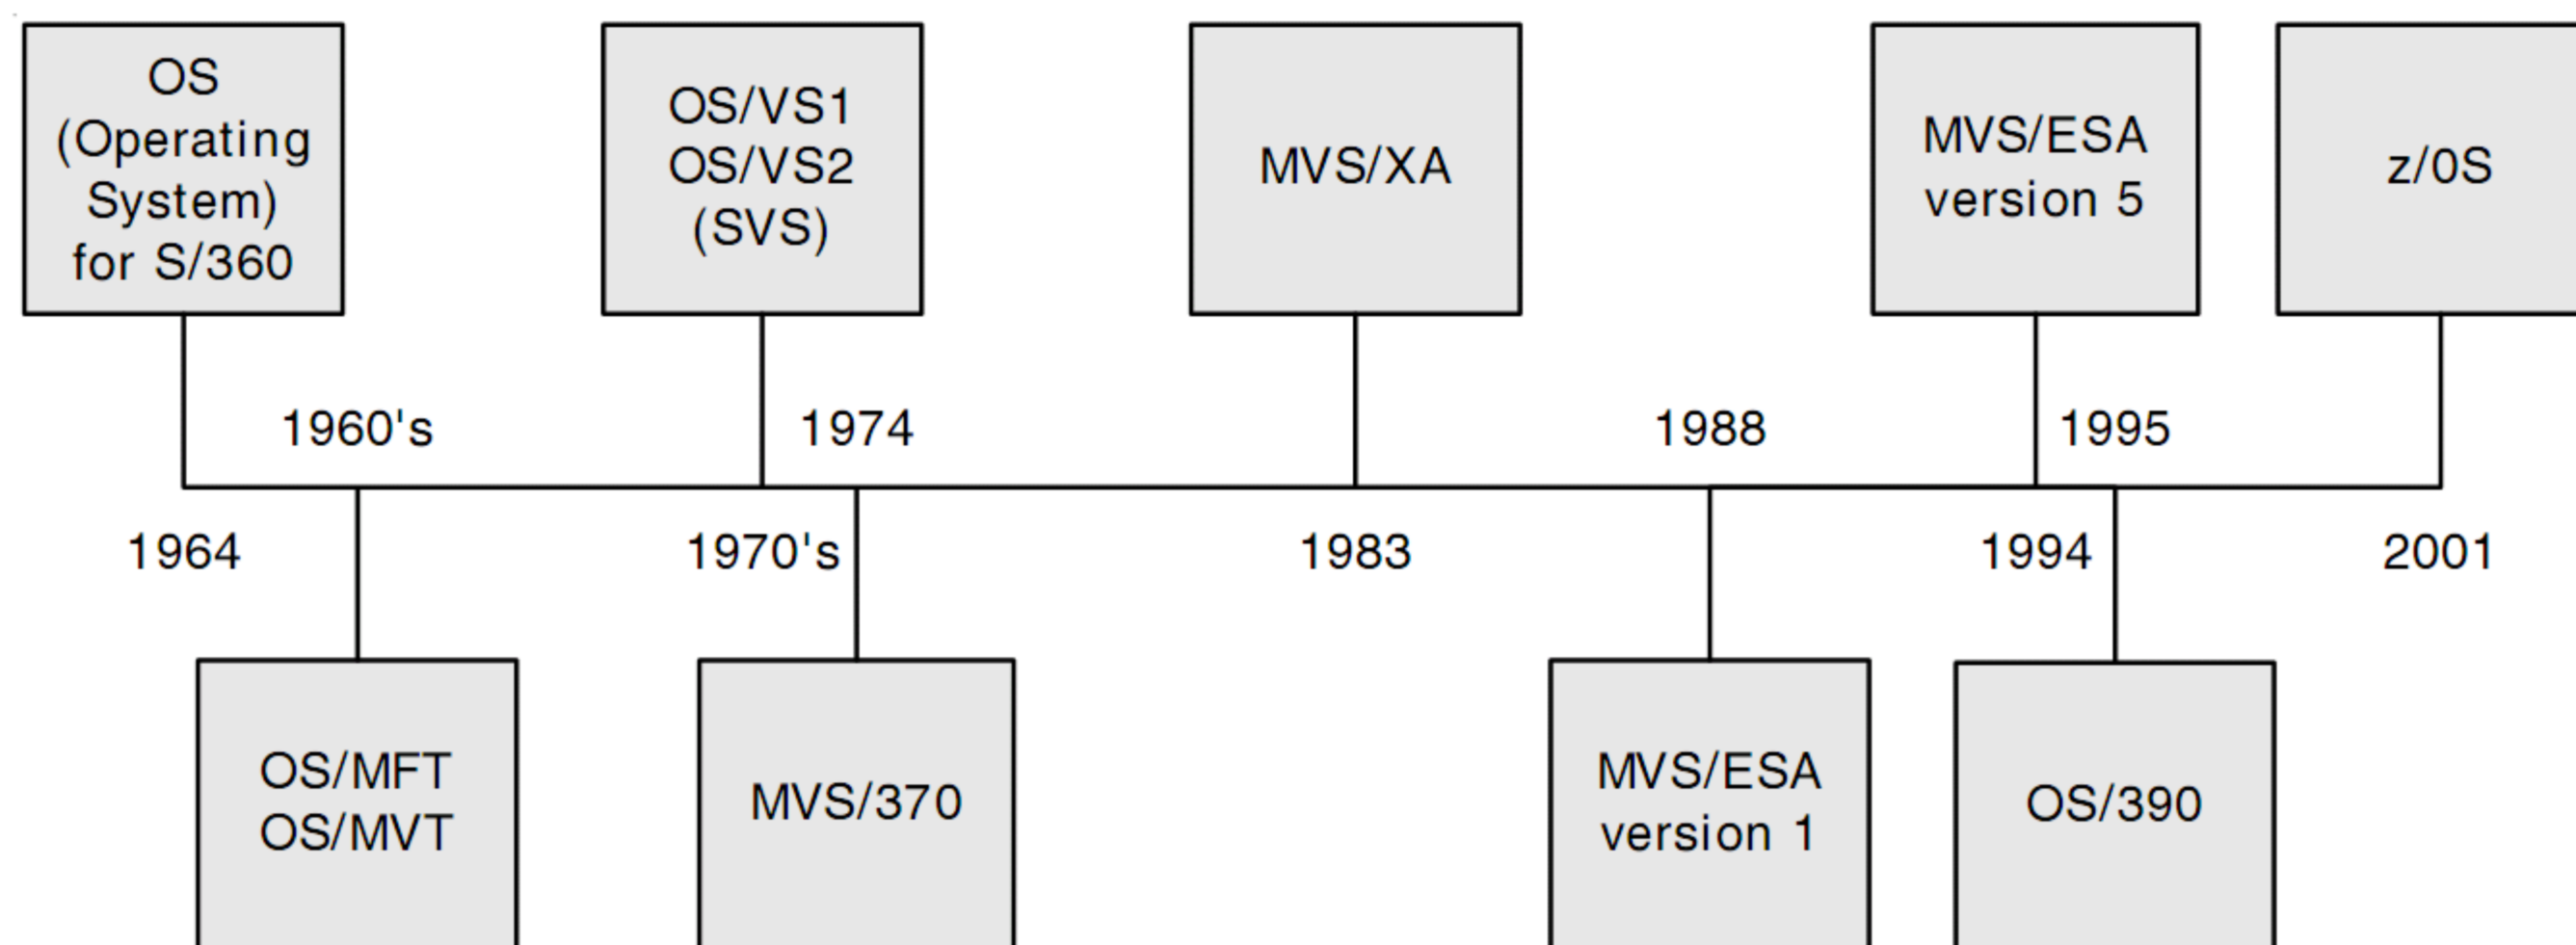 OS
(Operating
System)
for S/360
OS/VS1
OS/VS2
(SVS)
MVS/XA
MVS/ESA
version 5
z/0S
1960's
1974
1988
1995
1964
1970's
1983
1994
2001
OS/MFT
OS/MVT
MVS/370
MVS/ESA
version 1
OS/390